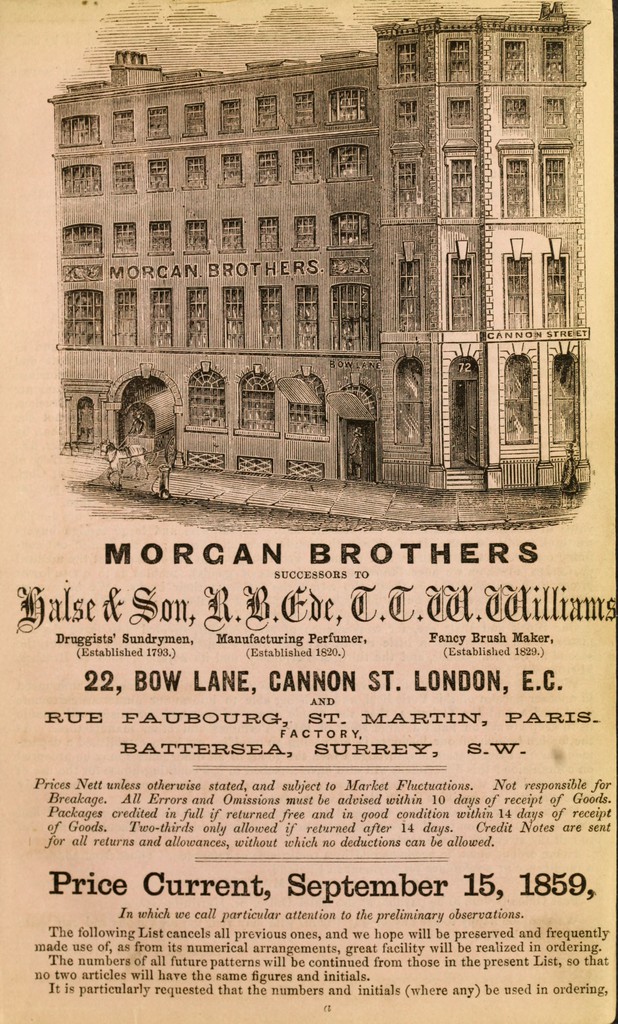 MORGAN BROTHERS.
CANNON STREET
BOW LANE
72
MORGAN BROTHERS
SUCCESSORS TO
Halse & Son, R. B. Ede, T. T. W. Williams
Druggists' Sundrymen, Manufacturing Perfumer, Fancy Brush Maker,
(Established 1793.) (Established 1820.) (Established 1829.)
22, BOW LANE, CANNON ST. LONDON, E.C.
AND
RUE FAUBOURG, ST. MARTIN, PARIS.
FACTORY,
BATTERSEA, SURREY, S.W.
Prices Nett unless otherwise stated, and subject to Market Fluctuations. Not responsible for
Breakage. All Errors and Omissions must be advised within 10 days of receipt of Goods.
Packages credited in full if returned free and in good condition within 14 days of receipt
of Goods. Two-thirds only allowed if returned after 14 days. Credit Notes are sent
for all returns and allowances, without which no deductions can be allowed.
Price Current, September 15, 1859,
In which we call particular attention to the preliminary observations.
The following List cancels all previous ones, and we hope will be preserved and frequently
made use of, as from its numerical arrangements, great facility will be realized in ordering.
The numbers of all future patterns will be continued from those in the present List, so that
no two articles will have the same figures and initials.
It is particularly requested that the numbers and initials (where any) be used in ordering,
a